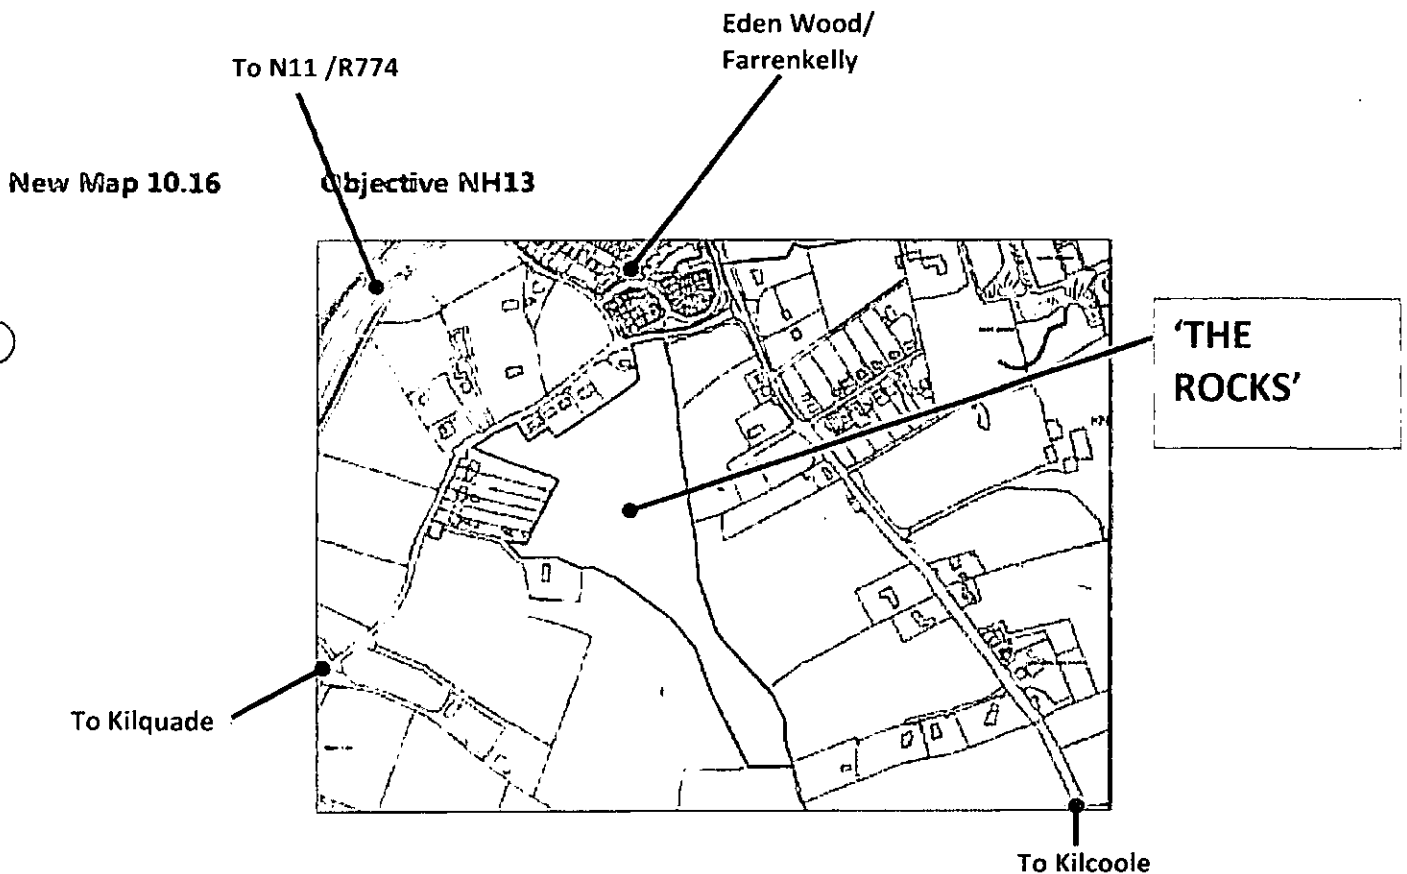 Eden Wood/
Farrenkelly
To N11 /R774
New Map 10.16 Objective NH13
‘THE
ROCKS’
To Kilquade
To Kilcoole